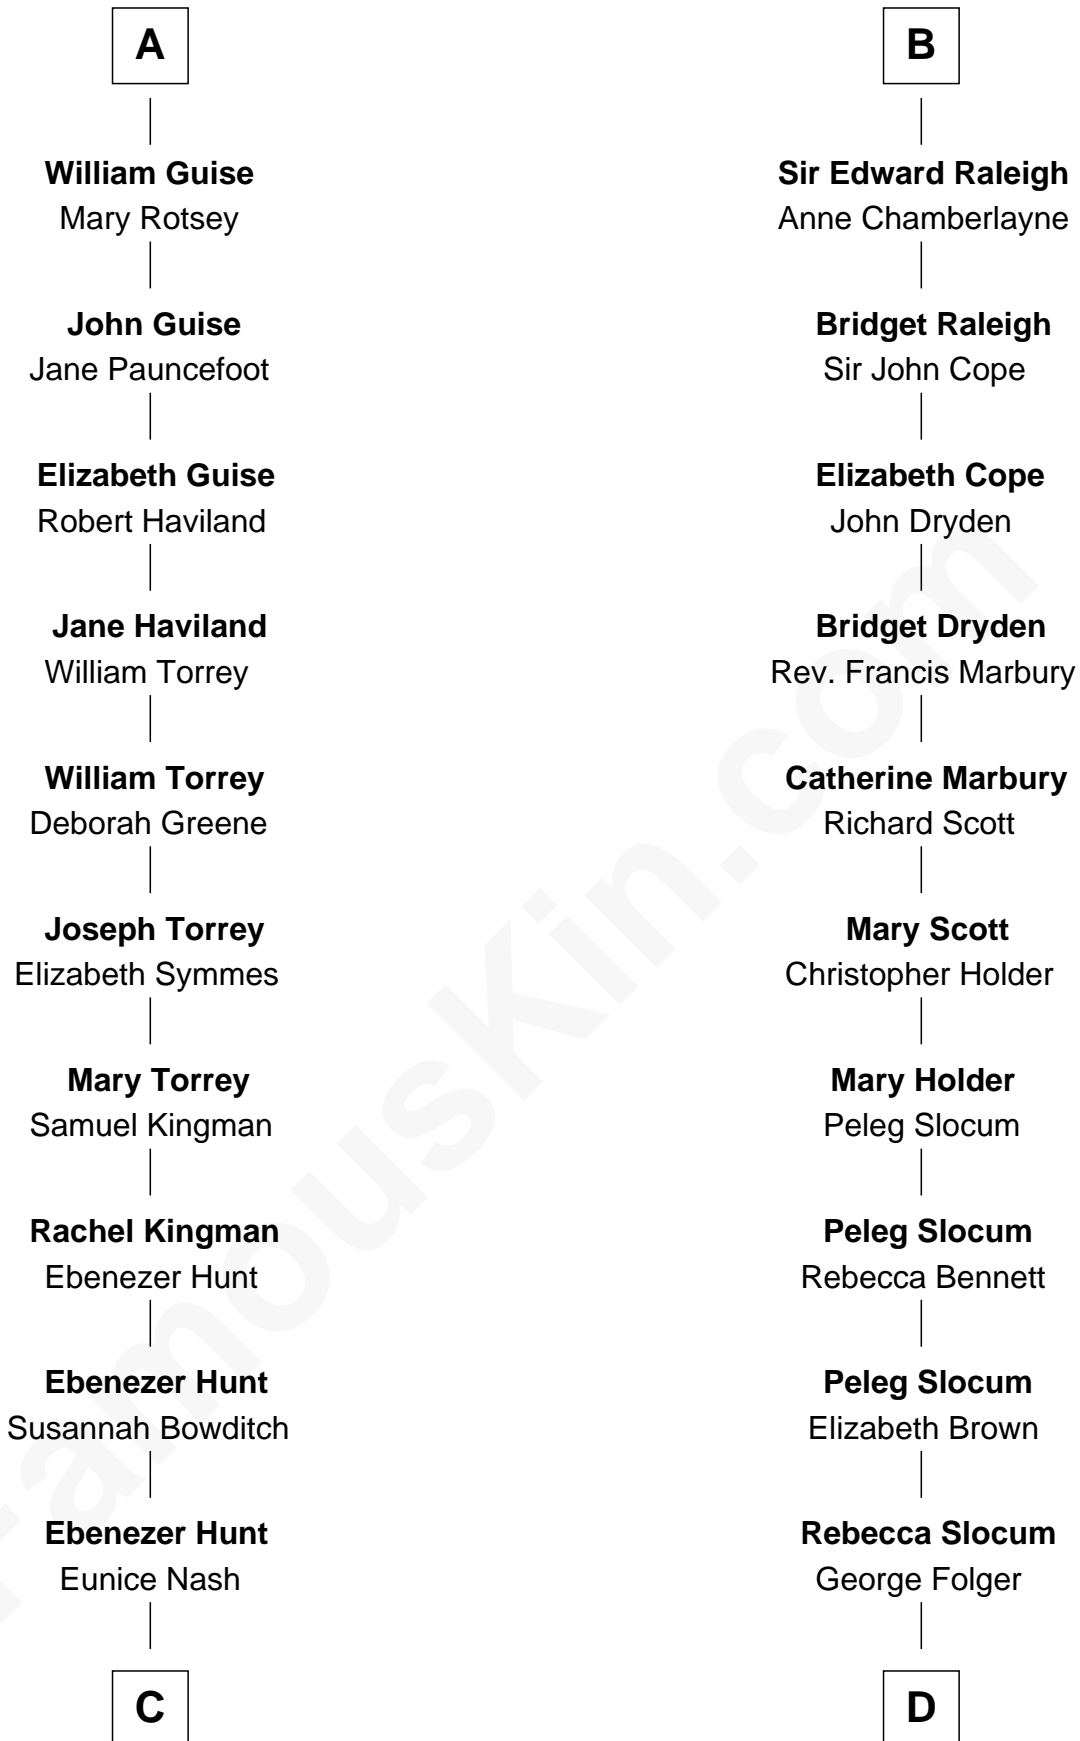 A
William Guise
Mary Rotsey
John Guise
Jane Pauncefoot
Elizabeth Guise
Robert Haviland
Jane Haviland
William Torrey
William Torrey
Deborah Greene
Joseph Torrey
Elizabeth Symmes
Mary Torrey
Samuel Kingman
Rachel Kingman
Ebenezer Hunt
Ebenezer Hunt
Susannah Bowditch
Ebenezer Hunt
Eunice Nash
C
B
Sir Edward Raleigh
Anne Chamberlayne
Bridget Raleigh
Sir John Cope
Elizabeth Cope
John Dryden
Bridget Dryden
Rev. Francis Marbury
Catherine Marbury
Richard Scott
Mary Scott
Christopher Holder
Mary Holder
Peleg Slocum
Peleg Slocum
Rebecca Bennett
Peleg Slocum
Elizabeth Brown
Rebecca Slocum
George Folger
D
FamousKin.com